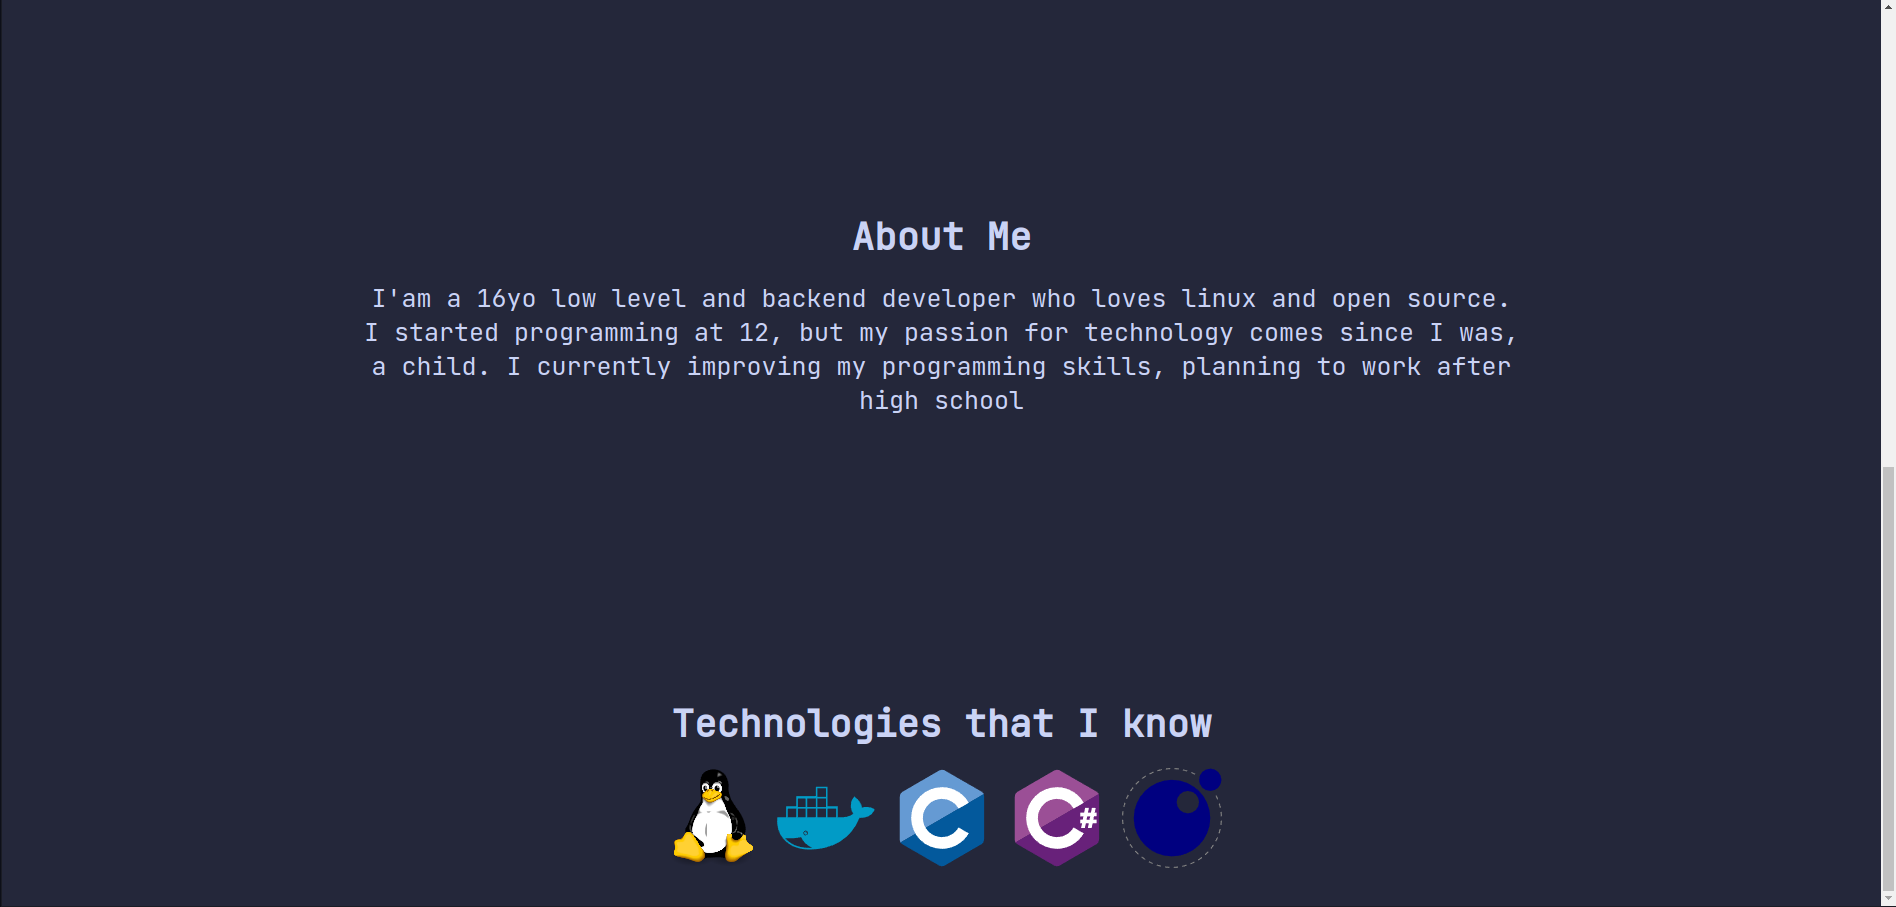 About Me
I'am a 16yo low level and backend developer who loves linux and open source.
I started programming at 12, but my passion for technology comes since I was,
a child. I currently improving my programming skills, planning to work after
high school
Technologies that I know
C
C#